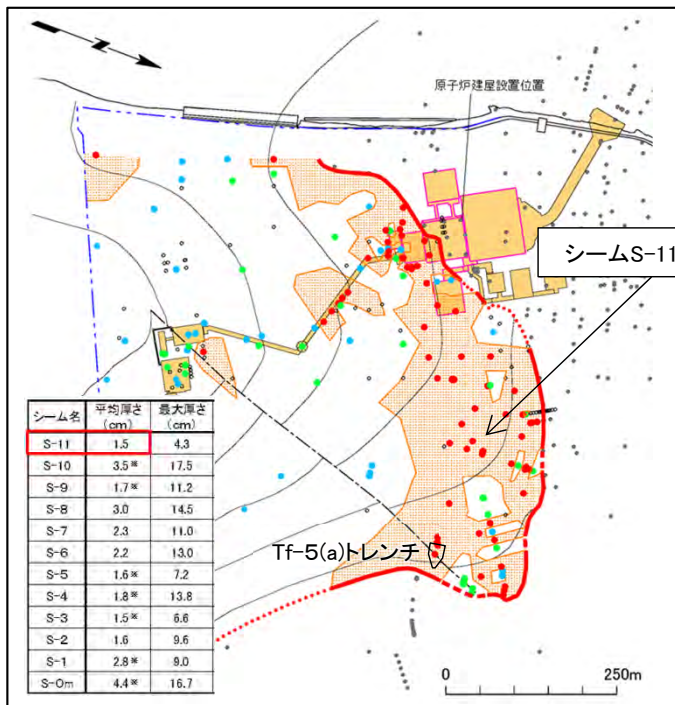 原子炉建屋設置位置
シームS-11
シーム名 平均厚さ(cm) 最大厚さ(cm)
S-11 1.5 4.3
S-10 3.5※ 17.5
S-9 1.7※ 11.2
S-8 3.0 14.5
S-7 2.3 11.0
S-6 2.2 13.0
S-5 1.6※ 7.2
S-4 1.8※ 13.8
S-3 1.5※ 6.6
S-2 1.6 9.6
S-1 2.8※ 9.0
S-0m 4.4※ 16.7
Tf-5(a)トレンチ
0 250m